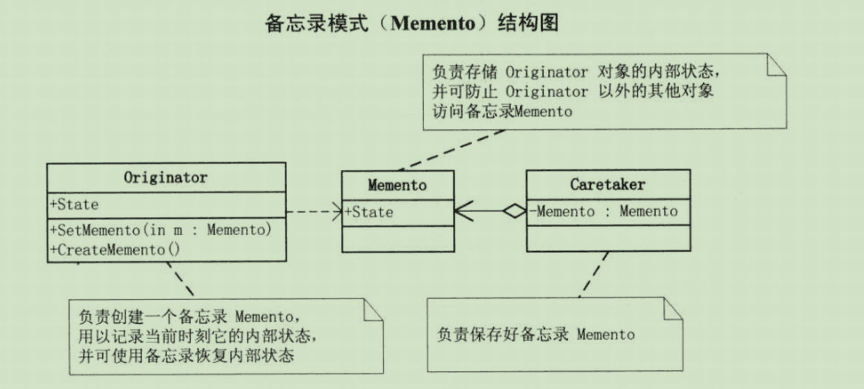 备忘录模式（Memento）结构图
负责存储 Originator 对象的内部状态，
并可防止 Originator 以外的其他对象
访问备忘录Memento
Originator
+State
+SetMemento(in m : Memento)
+CreateMemento()
Memento
+State
Caretaker
-Memento : Memento
负责创建一个备忘录 Memento，
用以记录当前时刻它的内部状态，
并可使用备忘录恢复内部状态
负责保存好备忘录 Memento